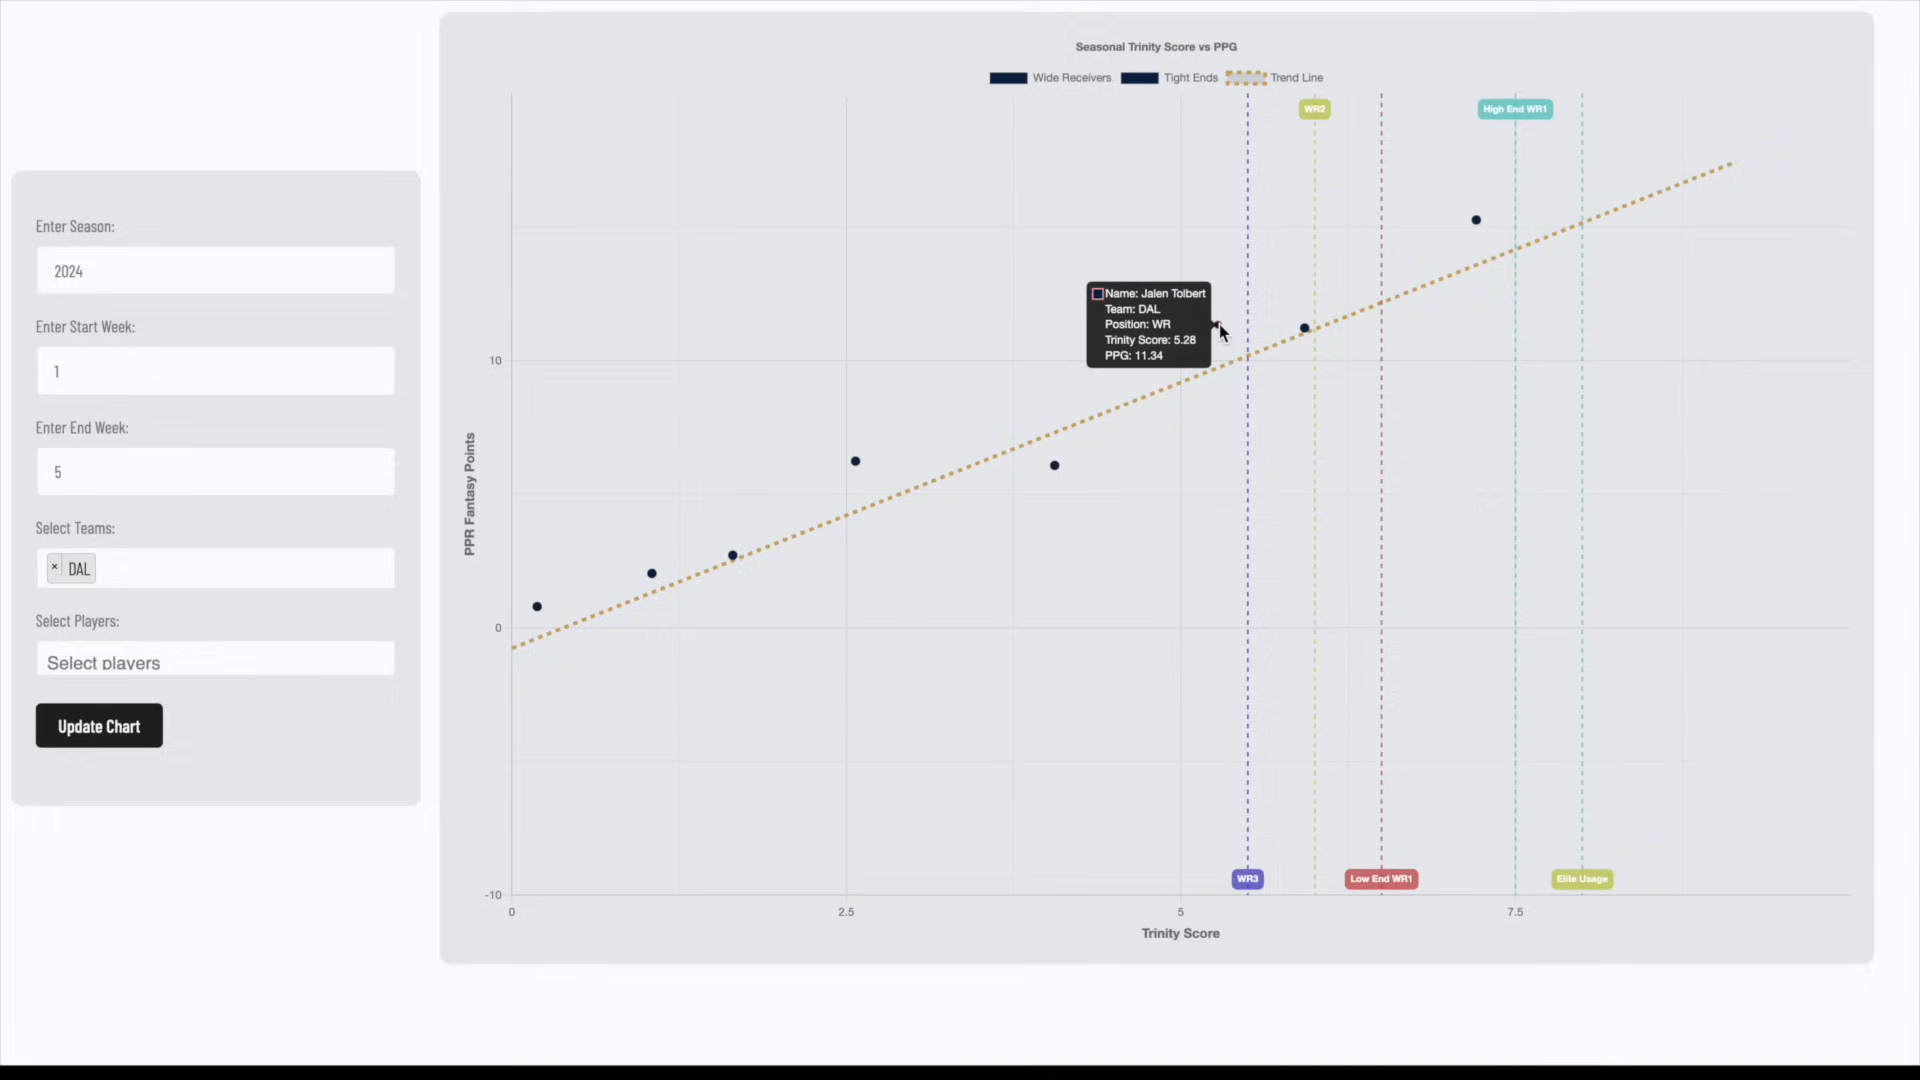 Enter Season:
2024
Enter Start Week:
1
Enter End Week:
5
Select Teams:
× DAL
Select Players:
Select players
Update Chart
Seasonal Trinity Score vs PPG
Wide Receivers Tight Ends Trend Line
WR2 High End WR1
Name: Jalen Tolbert
Team: DAL
Position: WR
Trinity Score: 5.28
PPG: 11.34
PPR Fantasy Points
10
0
-10
WR3 Low End WR1 Elite Usage
0 2.5 5 7.5
Trinity Score